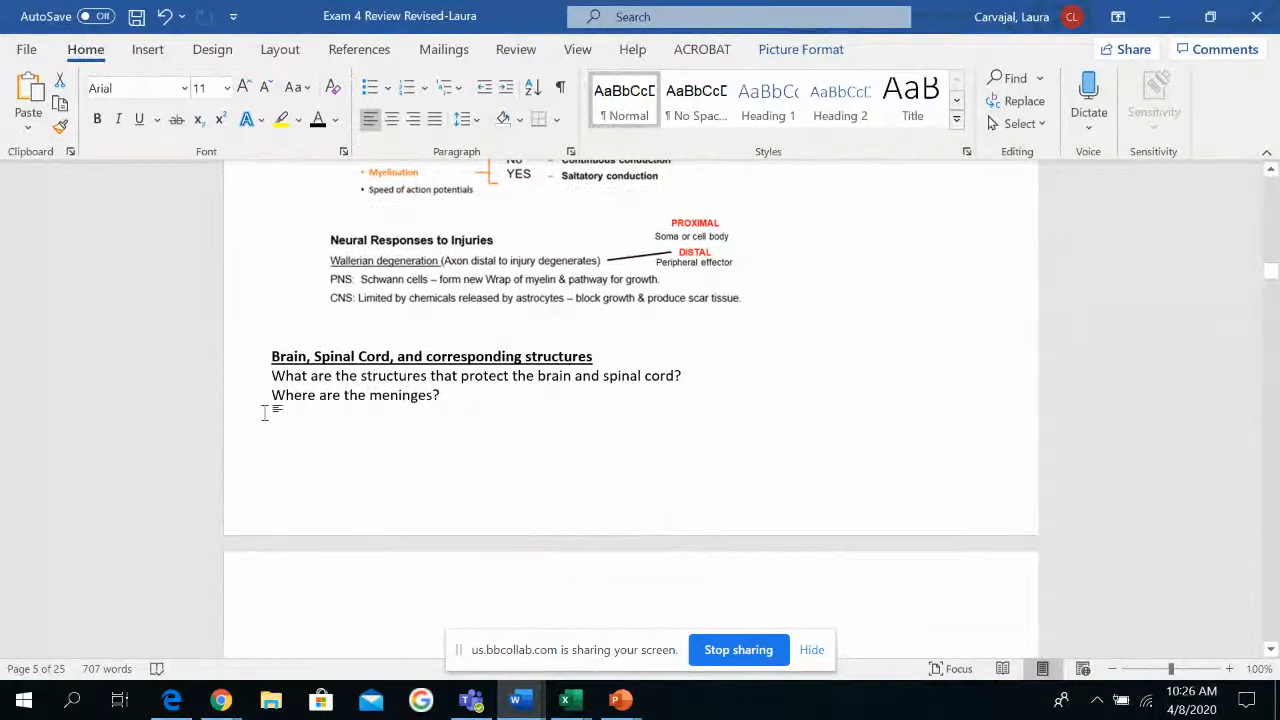 AutoSave Off Exam 4 Review Revised-Laura Search Carvajal, Laura CL
File Home Insert Design Layout References Mailings Review View Help ACROBAT Picture Format Share Comments
Paste Arial 11 Aa AaBbCcD AaBbCcD AaBbCc AaBbCcD AaB Find
¶ Normal ¶ No Spac... Heading 1 Heading 2 Title Replace Dictate Sensitivity
Select
Clipboard Font Paragraph Styles Editing Voice Sensitivity
No – Continuous conduction
• Myelination YES – Saltatory conduction
• Speed of action potentials
PROXIMAL
Neural Responses to Injuries Soma or cell body
DISTAL
Wallerian degeneration (Axon distal to injury degenerates) Peripheral effector
PNS: Schwann cells – form new Wrap of myelin & pathway for growth.
CNS: Limited by chemicals released by astrocytes – block growth & produce scar tissue.
Brain, Spinal Cord, and corresponding structures
What are the structures that protect the brain and spinal cord?
Where are the meninges?
us.bbcollab.com is sharing your screen. Stop sharing Hide
Page 5 of 25 707 words Focus 100%
10:26 AM
4/8/2020